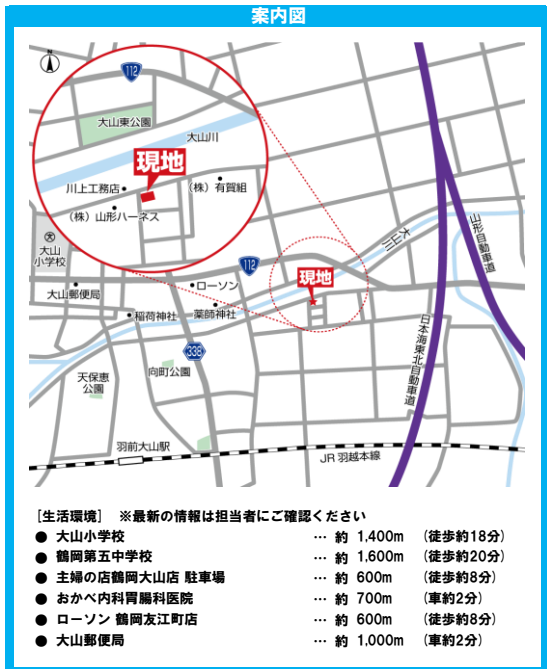 案内図
N
112
大山東公園
大山川
現地
川上工務店
(株)有賀組
(株)山形ハーネス
文
大山
小学校
大山郵便局
ローソン
112
現地
大山川
山形自動車道
稲荷神社
薬師神社
338
日本海東北自動車道
天保恵
公園
向町公園
羽前大山駅
JR 羽越本線
[生活環境] ※最新の情報は担当者にご確認ください
● 大山小学校 … 約 1,400m (徒歩約18分)
● 鶴岡第五中学校 … 約 1,600m (徒歩約20分)
● 主婦の店鶴岡大山店 駐車場 … 約 600m (徒歩約8分)
● おかべ内科胃腸科医院 … 約 700m (車約2分)
● ローソン 鶴岡友江町店 … 約 600m (徒歩約8分)
● 大山郵便局 … 約 1,000m (車約2分)